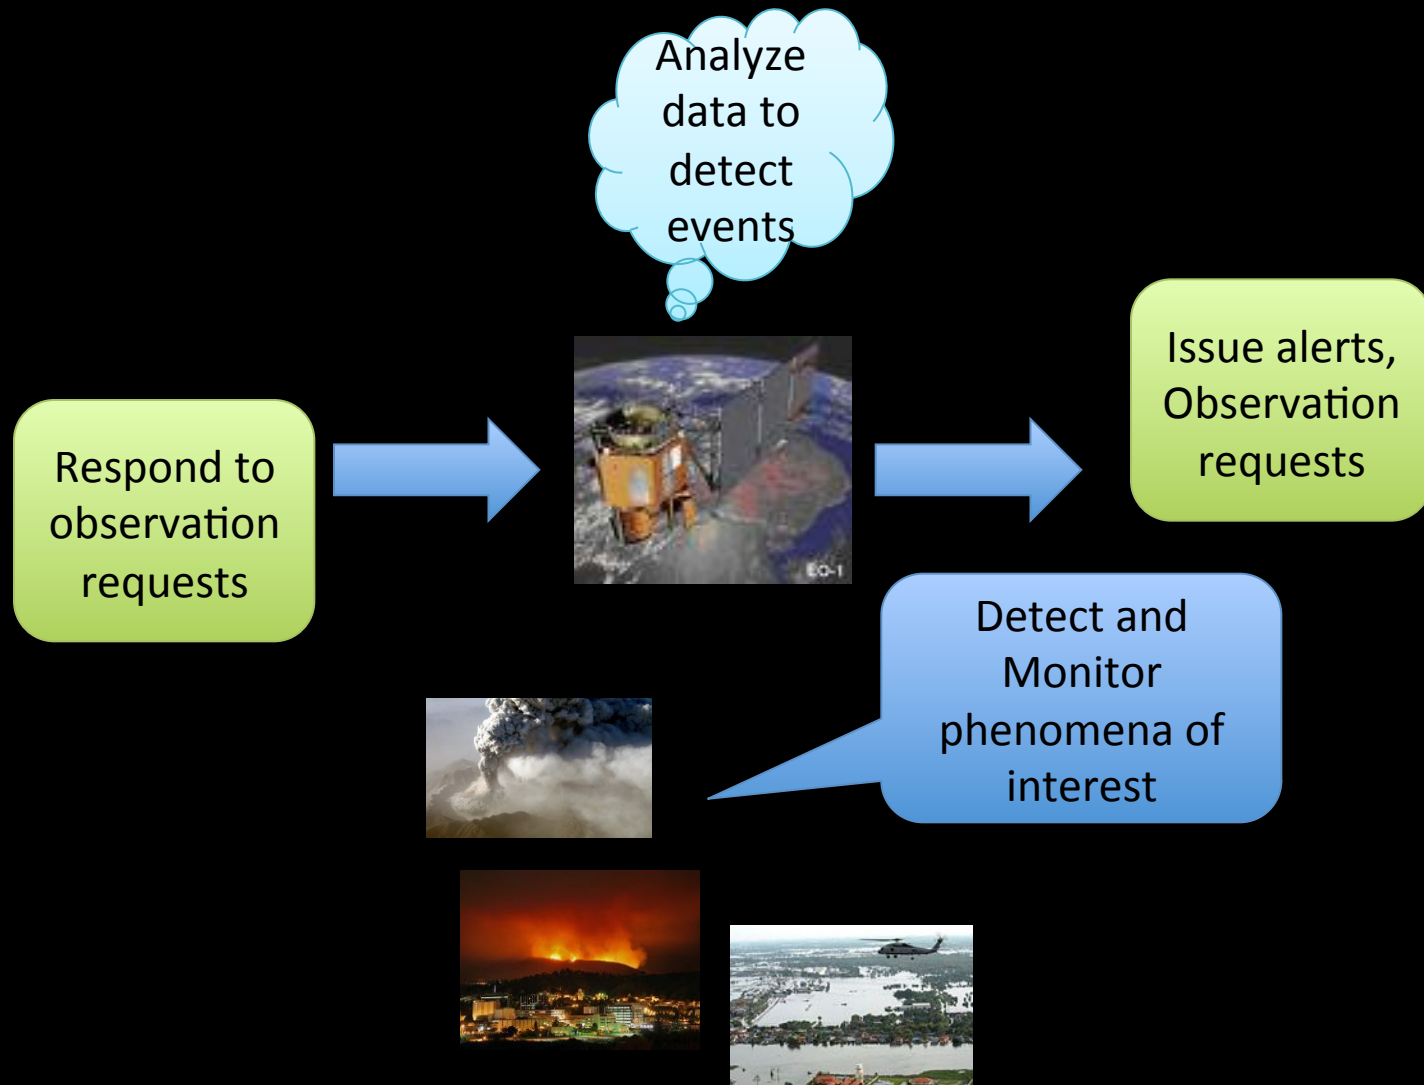 Analyze
data to
detect
events
Respond to
observation
requests
EO-1
Issue alerts,
Observation
requests
Detect and
Monitor
phenomena of
interest